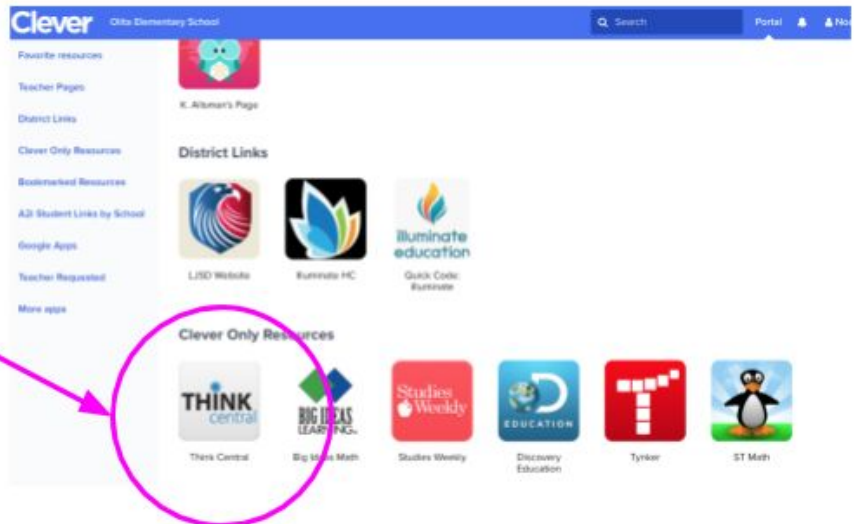 Clever Olita Elementary School Search Portal
Favorite resources
Teacher Pages
District Links
Clever Only Resources
Bookmarked Resources
A2i Student Links by School
Google Apps
Teacher Requested
More apps
K. Altsman's Page
District Links
illuminate
education
LJSD Website Illuminate HC Quick Code:
Illuminate
Clever Only Resources
THINK
central
BIG IDEAS
LEARNING
Studies
Weekly
EDUCATION
Think Central Big Ideas Math Studies Weekly Discovery
Education Tynker ST Math